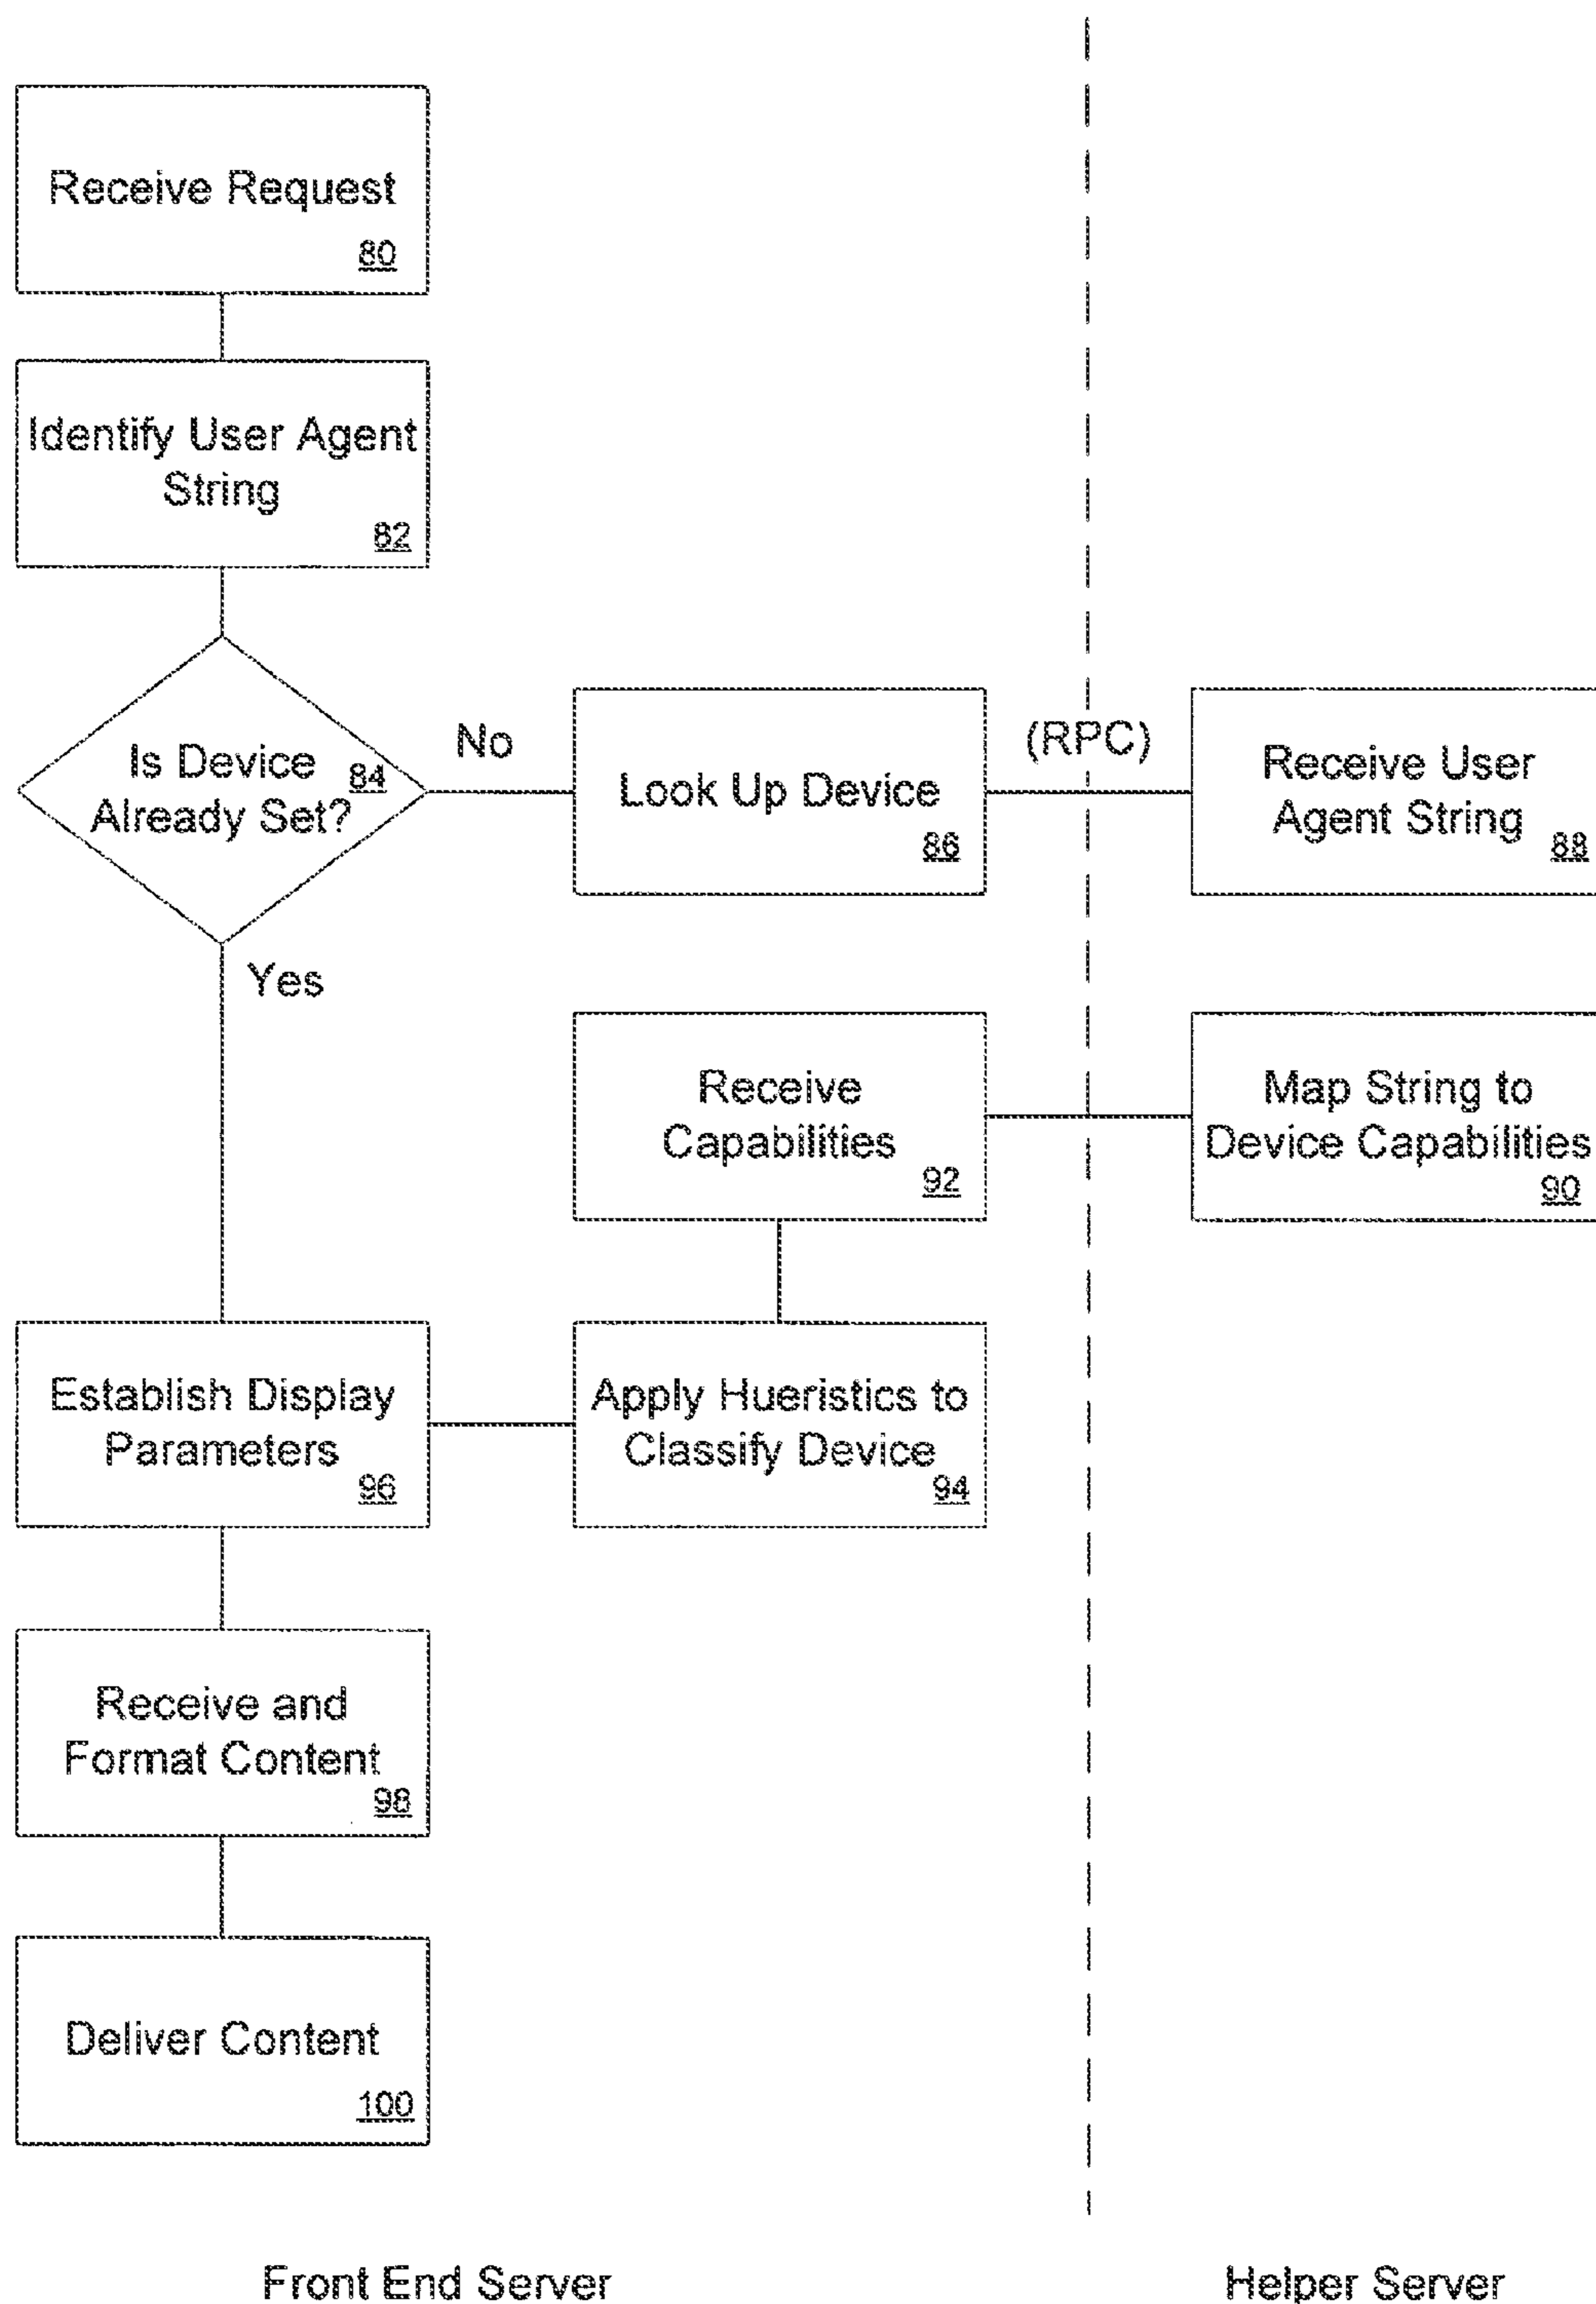 Receive Request
80
Identify User Agent
String
82
Is Device
Already Set?
84
No
Look Up Device
86
(RPC)
Receive User
Agent String
88
Yes
Receive
Capabilities
92
Map String to
Device Capabilities
90
Establish Display
Parameters
96
Apply Hueristics to
Classify Device
94
Receive and
Format Content
98
Deliver Content
100
Front End Server
Helper Server